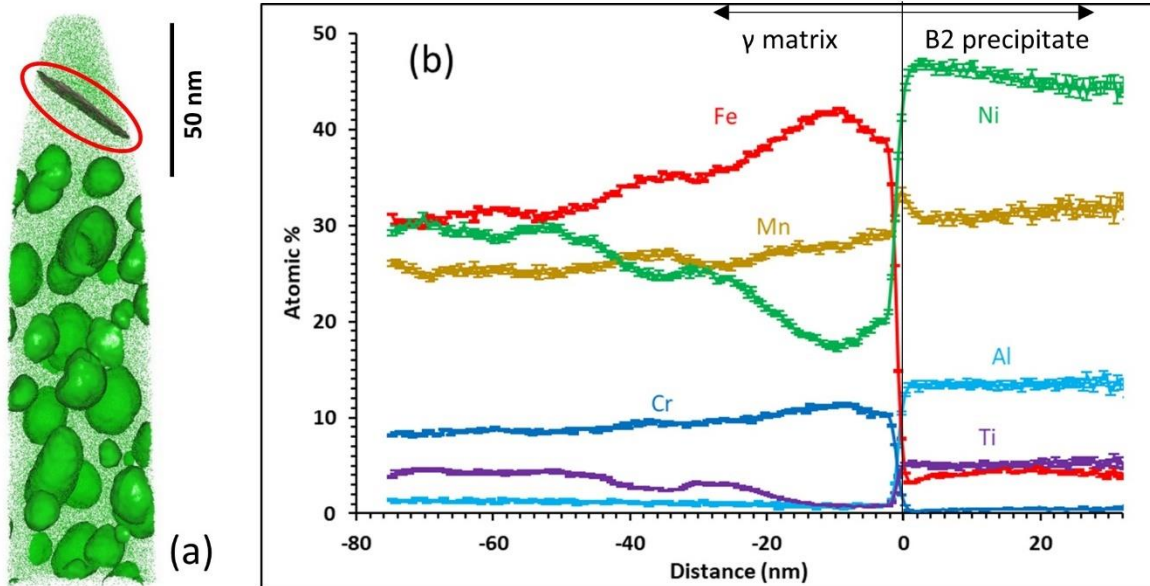 50 nm
(a)
(b)
γ matrix
B2 precipitate
Fe
Ni
Mn
Al
Cr
Ti
Atomic %
50
40
30
20
10
0
-80
-60
-40
-20
0
20
Distance (nm)